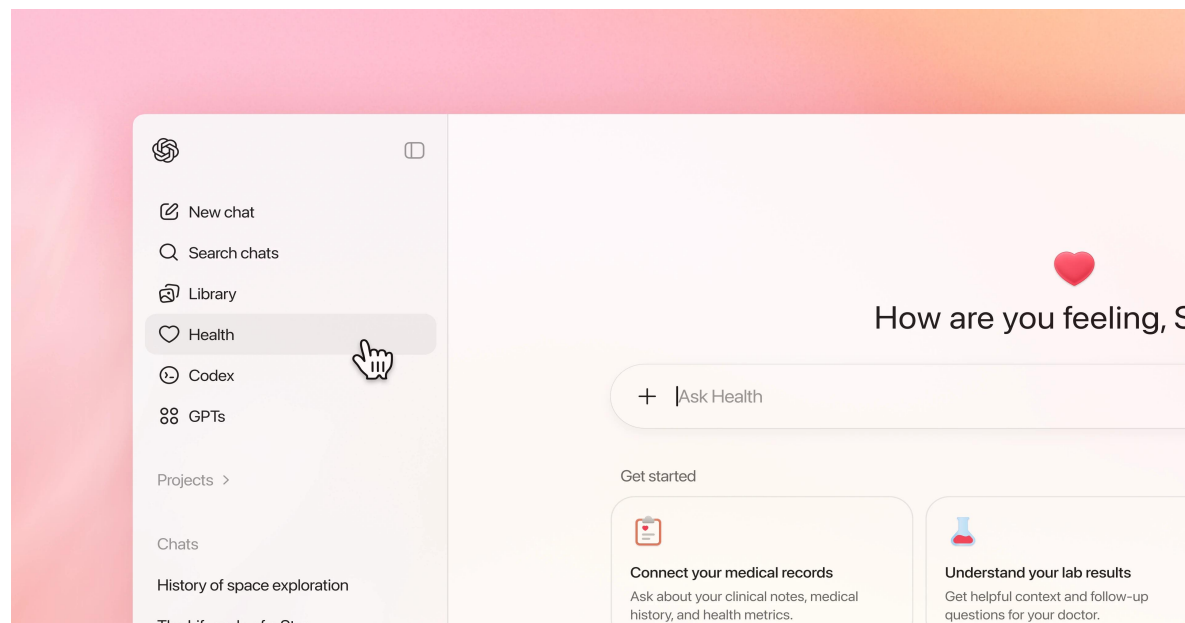 New chat
Search chats
Library
Health
Codex
GPTs
Projects
Chats
History of space exploration
How are you feeling,
Ask Health
Get started
Connect your medical records
Ask about your clinical notes, medical
history, and health metrics.
Understand your lab results
Get helpful context and follow-up
questions for your doctor.